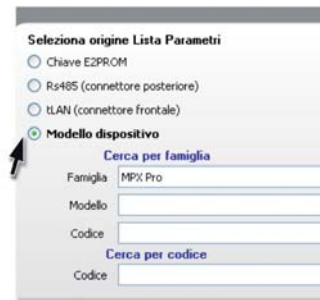 Seleziona origine Lista Parametri
Chiave E2PROM
Rs485 (connettore posteriore)
tLAN (connettore frontale)
Modello dispositivo
Cerca per famiglia
Famiglia MPX Pro
Modello
Codice
Cerca per codice
Codice